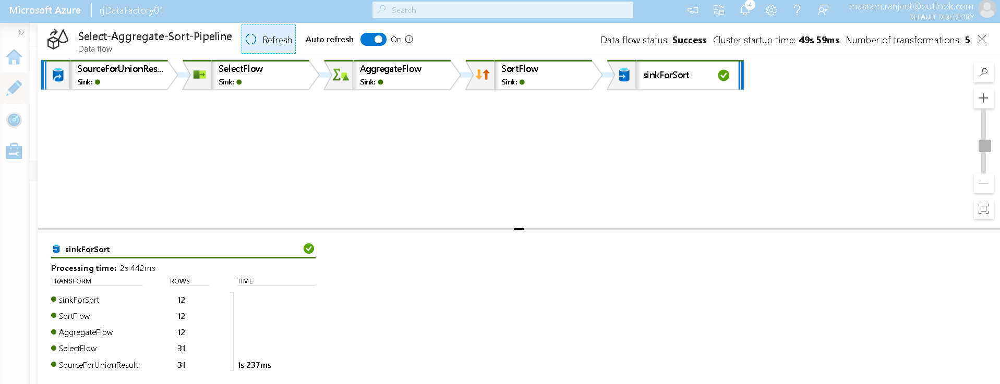 Microsoft Azure
rjDataFactory01
Search
4
masram.ranjeet@outlook.com
DEFAULT DIRECTORY
»
Select-Aggregate-Sort-Pipeline
Data flow
Refresh
Auto refresh
On
Data flow status: Success
Cluster startup time: 49s 59ms
Number of transformations: 5
SourceForUnionRes...
Sink:
SelectFlow
Sink:
AggregateFlow
Sink:
SortFlow
Sink:
sinkForSort
sinkForSort
Processing time: 2s 442ms
TRANSFORM ROWS TIME
sinkForSort 12
SortFlow 12
AggregateFlow 12
SelectFlow 31
SourceForUnionResult 31 1s 237ms